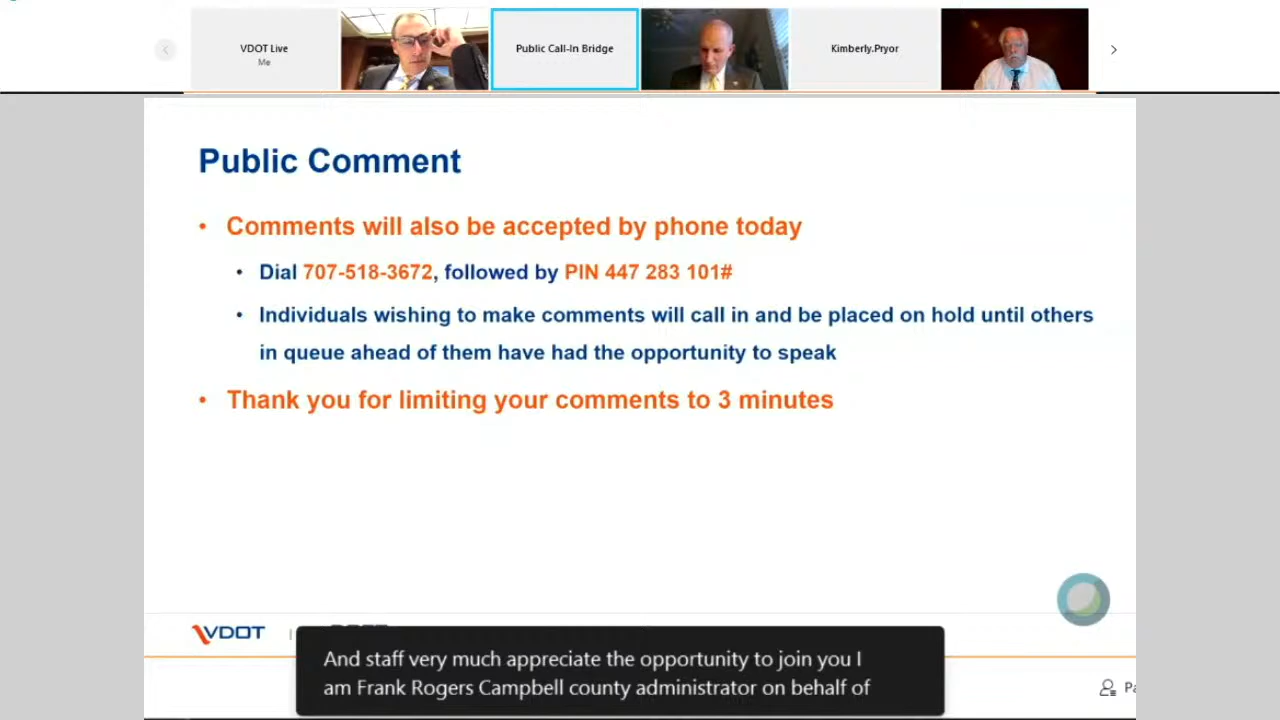 VDOT Live
Me
Public Call-In Bridge
Kimberly.Pryor
Public Comment
• Comments will also be accepted by phone today
• Dial 707-518-3672, followed by PIN 447 283 101#
• Individuals wishing to make comments will call in and be placed on hold until others
in queue ahead of them have had the opportunity to speak
• Thank you for limiting your comments to 3 minutes
VDOT |
And staff very much appreciate the opportunity to join you I
am Frank Rogers Campbell county administrator on behalf of